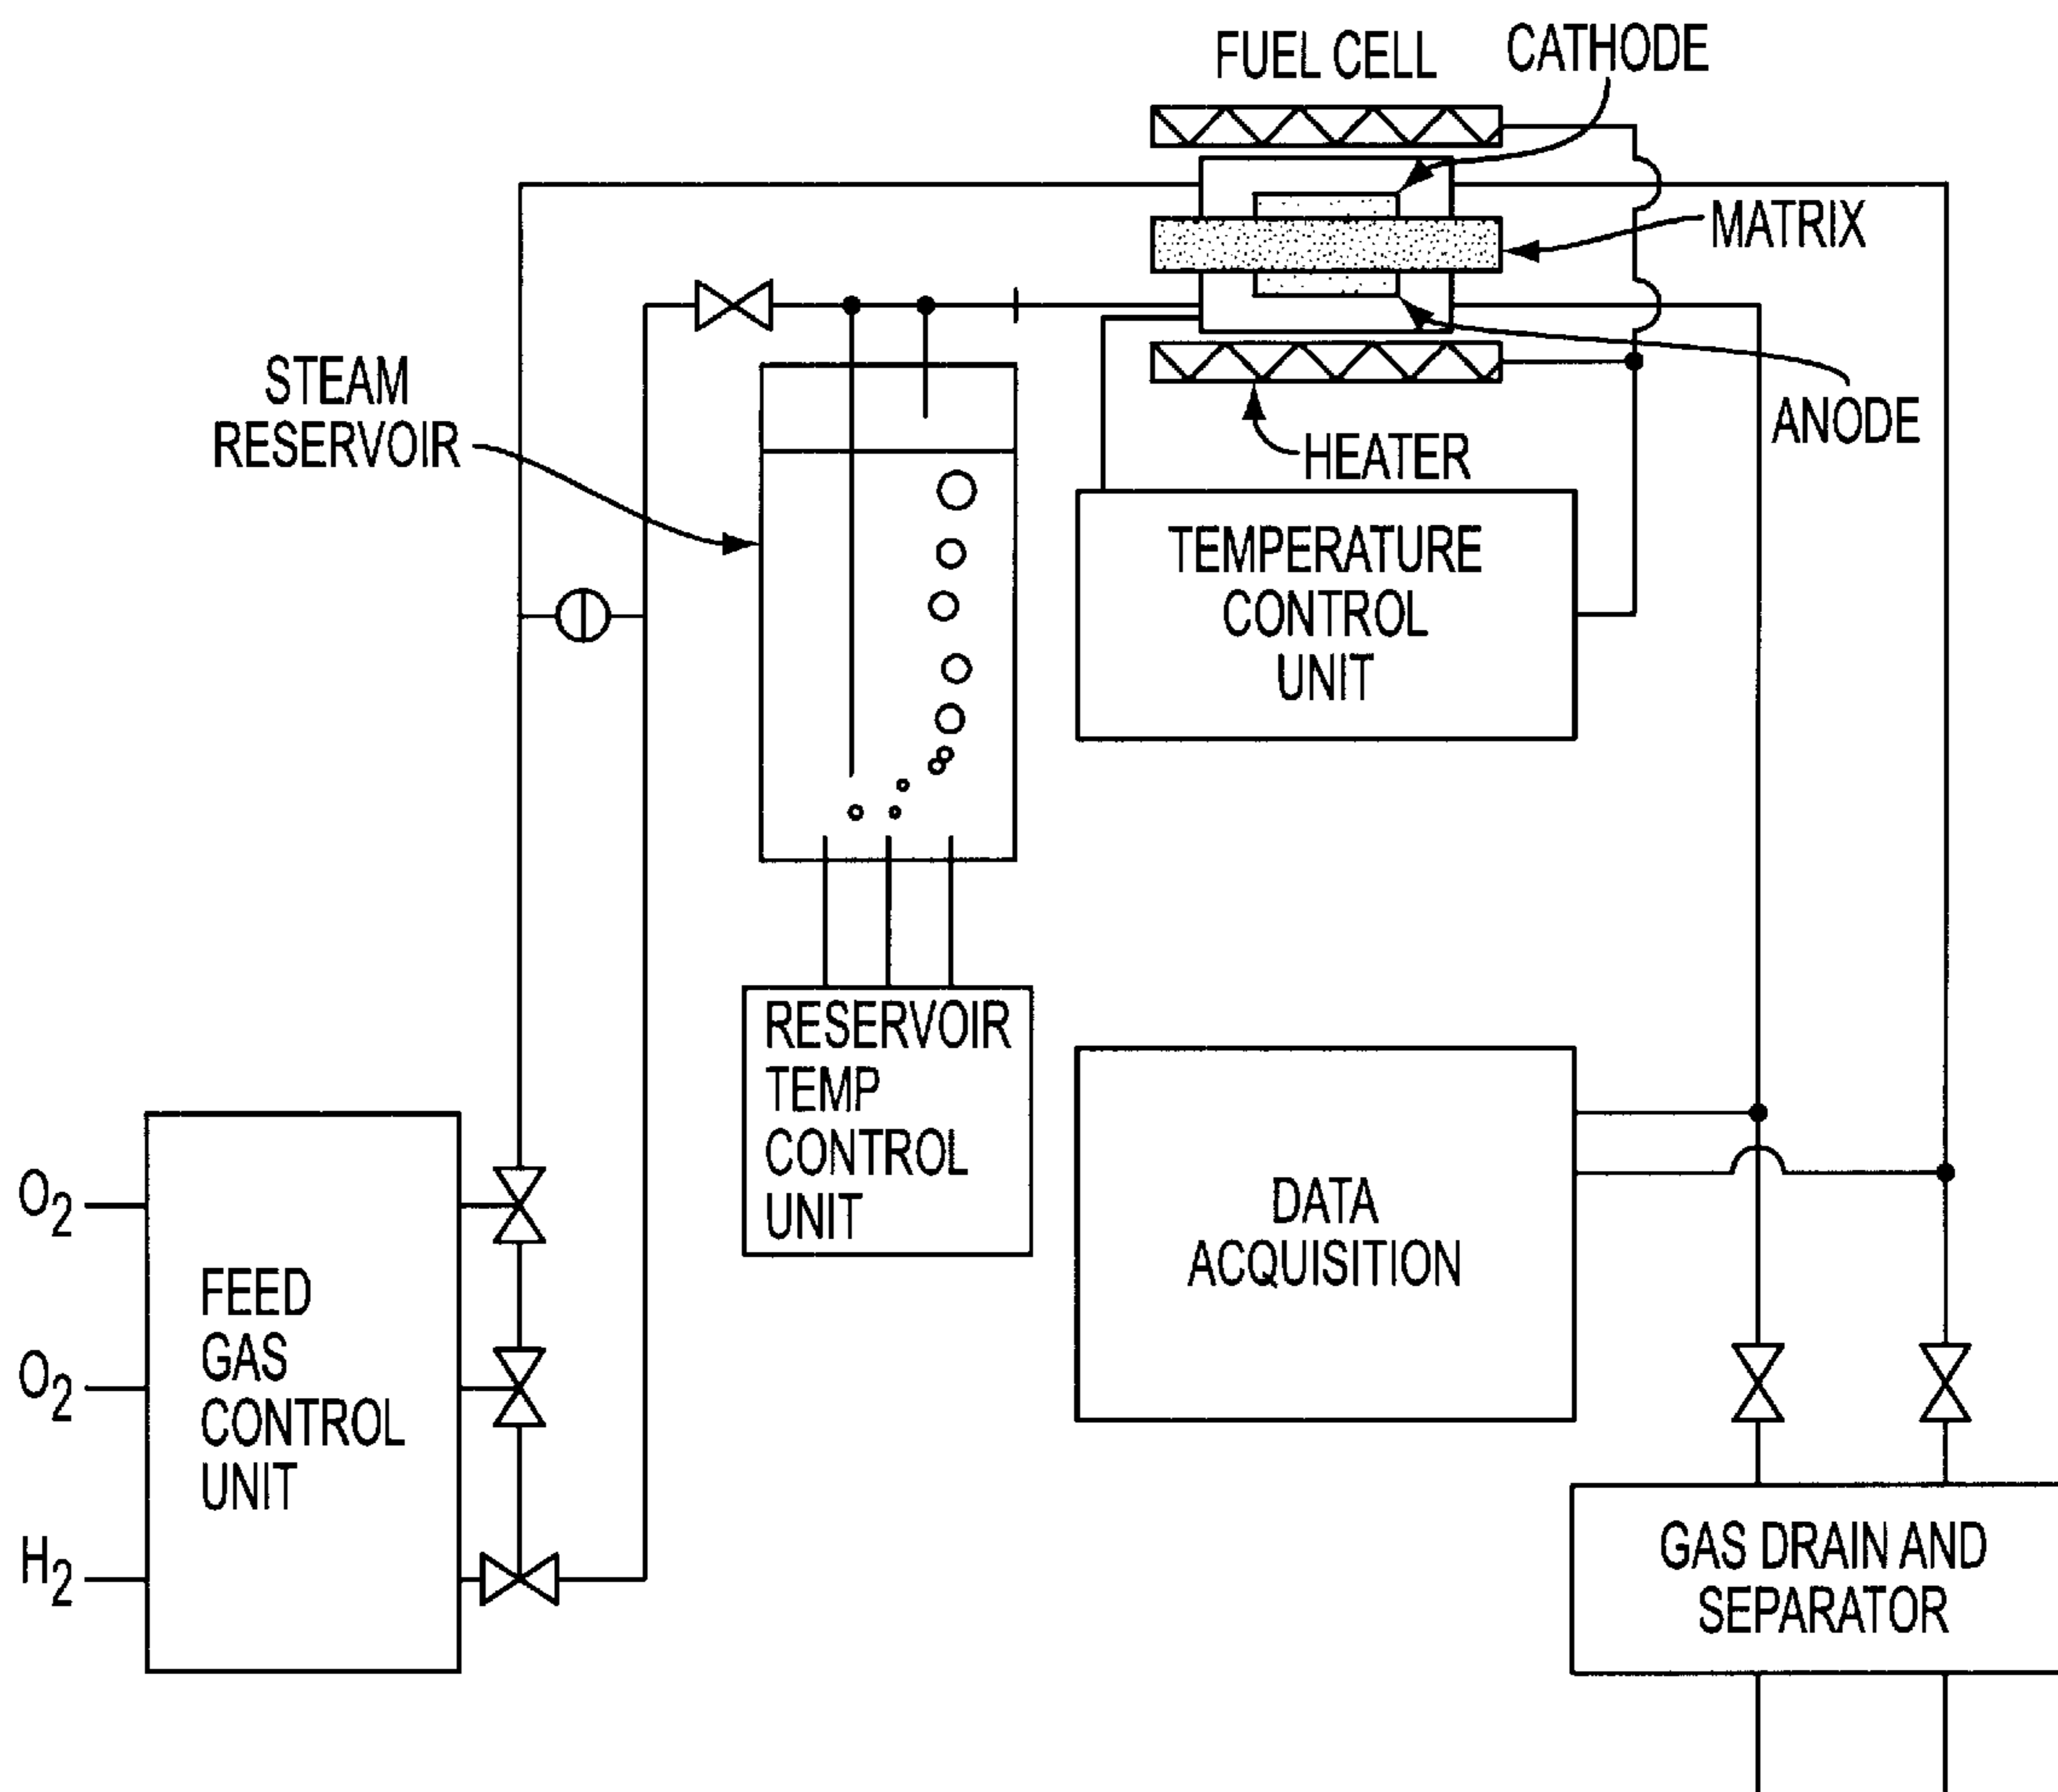 FUEL CELL
CATHODE
MATRIX
STEAM
RESERVOIR
ANODE
HEATER
TEMPERATURE
CONTROL
UNIT
RESERVOIR
TEMP
CONTROL
UNIT
DATA
ACQUISITION
O2
O2
H2
FEED
GAS
CONTROL
UNIT
GAS DRAIN AND
SEPARATOR